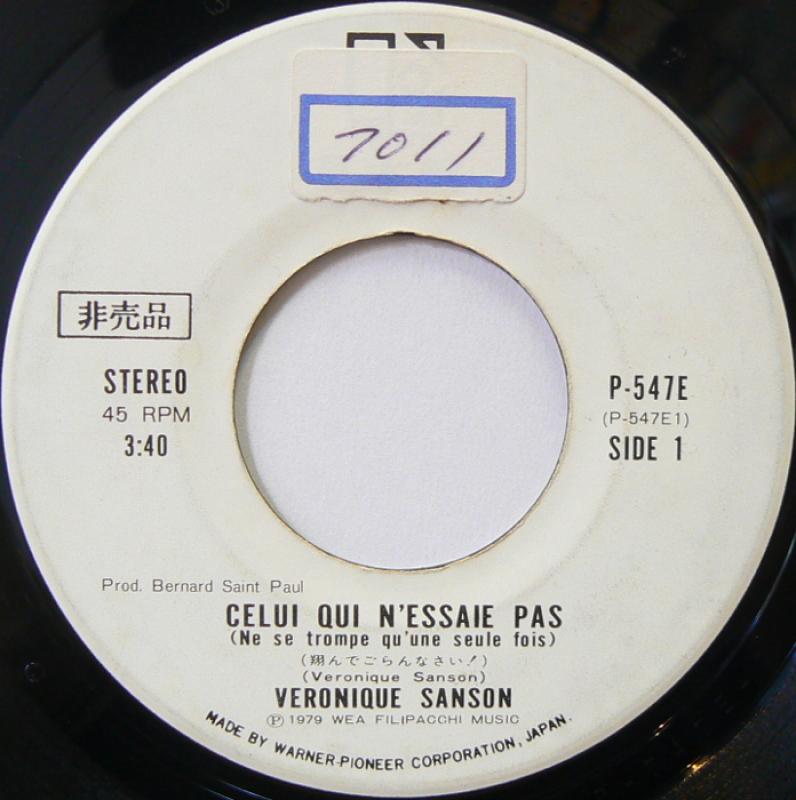 7011
非売品
STEREO
45 RPM
3:40
P-547E
(P-547E1)
SIDE 1
Prod. Bernard Saint Paul
CELUI QUI N'ESSAIE PAS
(Ne se trompe qu'une seule fois)
(翔んでごらんなさい!)
(Veronique Sanson)
VERONIQUE SANSON
Ⓟ 1979 WEA FILIPACCHI MUSIC
MADE BY WARNER-PIONEER CORPORATION, JAPAN.